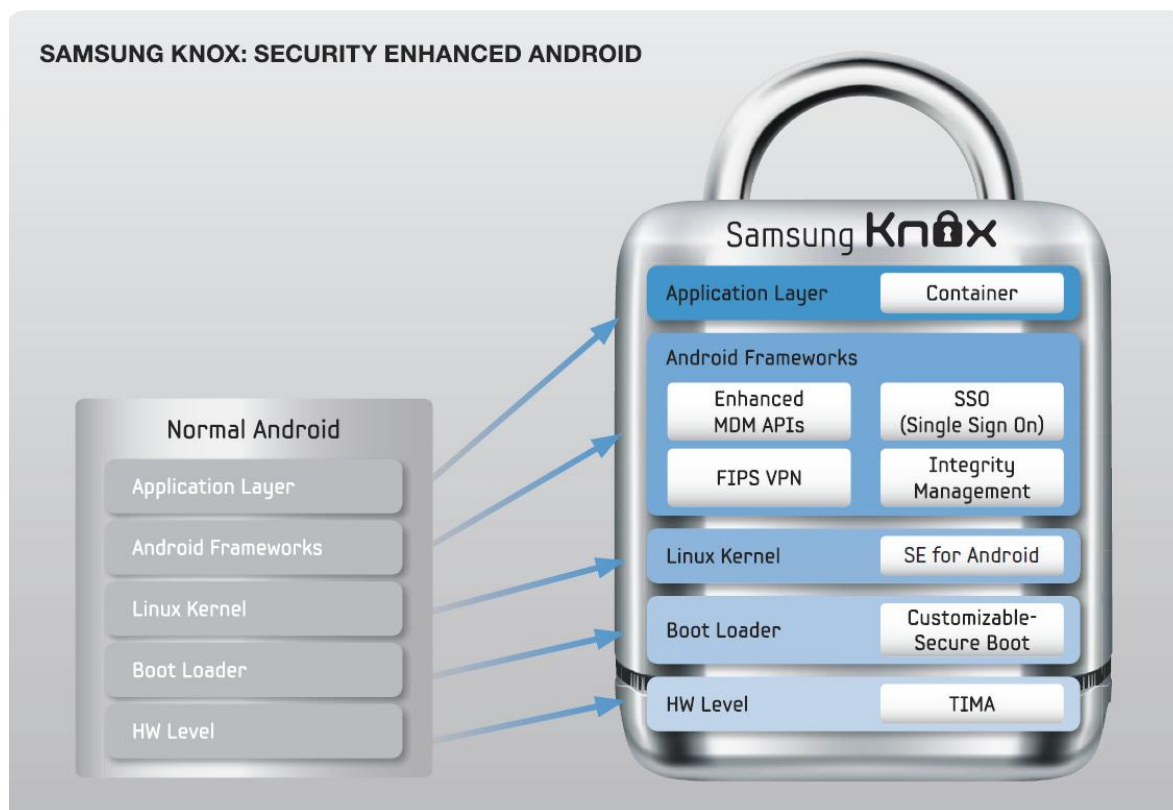 SAMSUNG KNOX: SECURITY ENHANCED ANDROID
Samsung Knox
Application Layer
Container
Android Frameworks
Enhanced
MDM APIs
SSO
(Single Sign On)
FIPS VPN
Integrity
Management
Linux Kernel
SE for Android
Boot Loader
Customizable-
Secure Boot
HW Level
TIMA
Normal Android
Application Layer
Android Frameworks
Linux Kernel
Boot Loader
HW Level